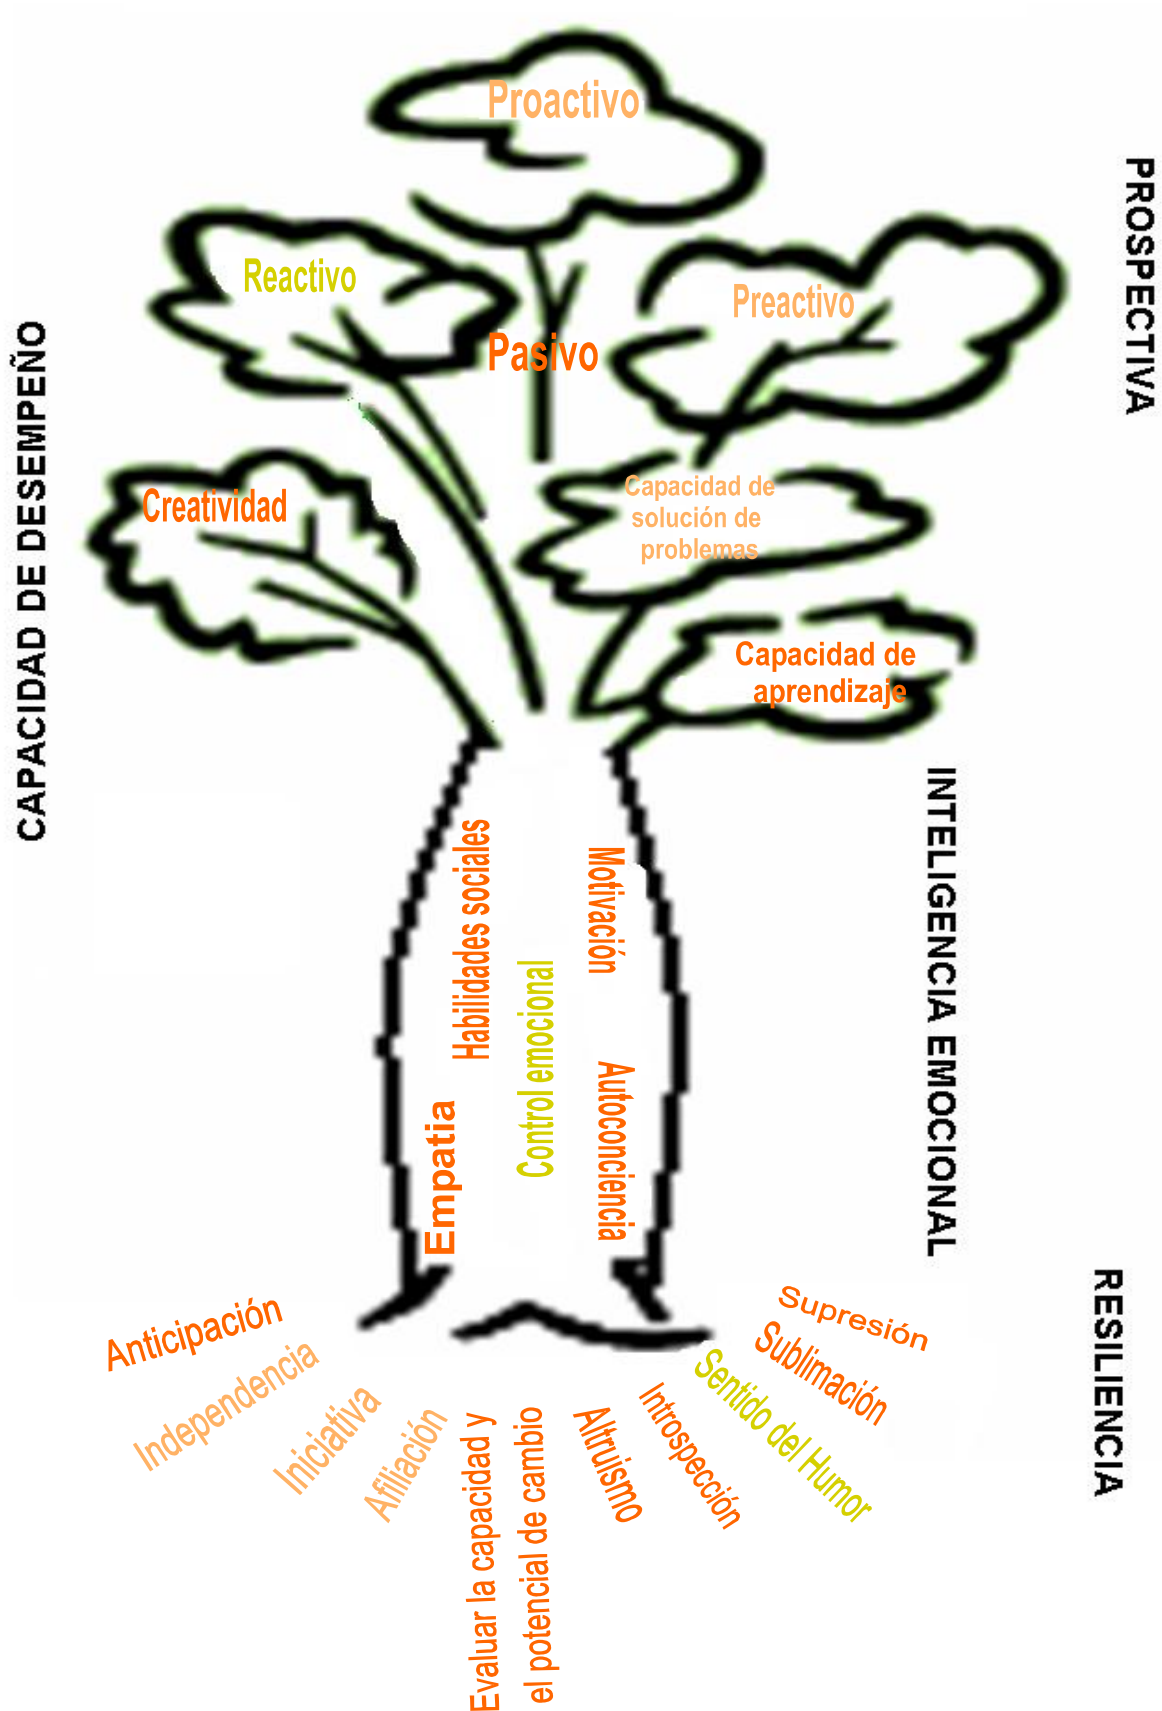 Proactivo
PROSPECTIVA
Reactivo
Preactivo
Pasivo
CAPACIDAD DE DESEMPEÑO
Creatividad
Capacidad de
solución de
problemas
Capacidad de
aprendizaje
INTELIGENCIA EMOCIONAL
Habilidades sociales
Motivación
Control emocional
Autoconciencia
Empatia
RESILIENCIA
Anticipación
Independencia
Iniciativa
Afiliación
Evaluar la capacidad y
el potencial de cambio
Altruismo
Introspección
Sentido del Humor
Sublimación
Supresión